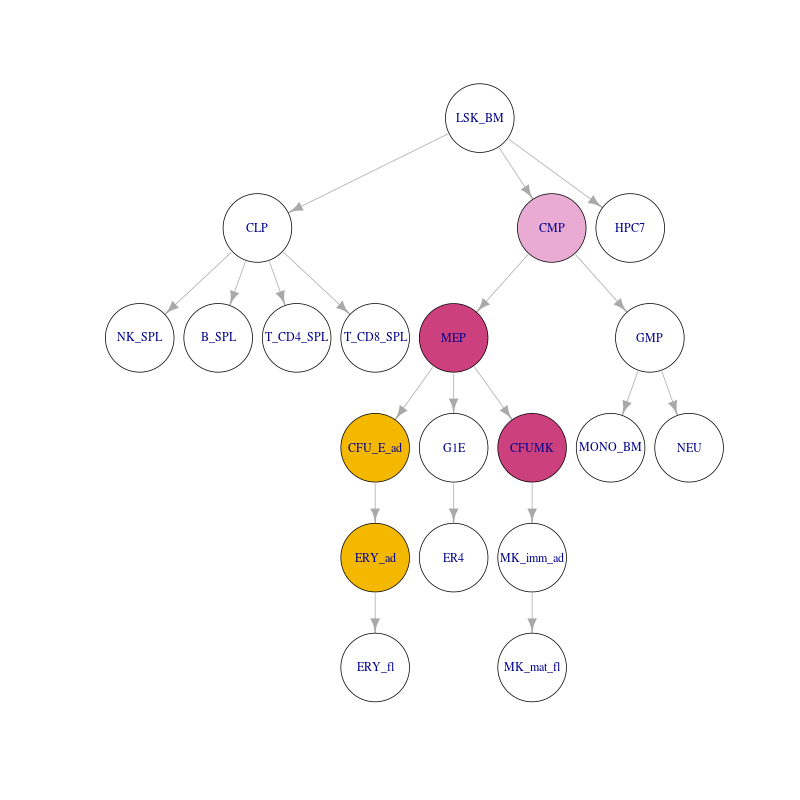 LSK_BM
CLP
CMP
HPC7
NK_SPL
B_SPL
T_CD4_SPL
T_CD8_SPL
MEP
GMP
CFU_E_ad
G1E
CFUMK
MONO_BM
NEU
ERY_ad
ER4
MK_imm_ad
ERY_fl
MK_mat_fl